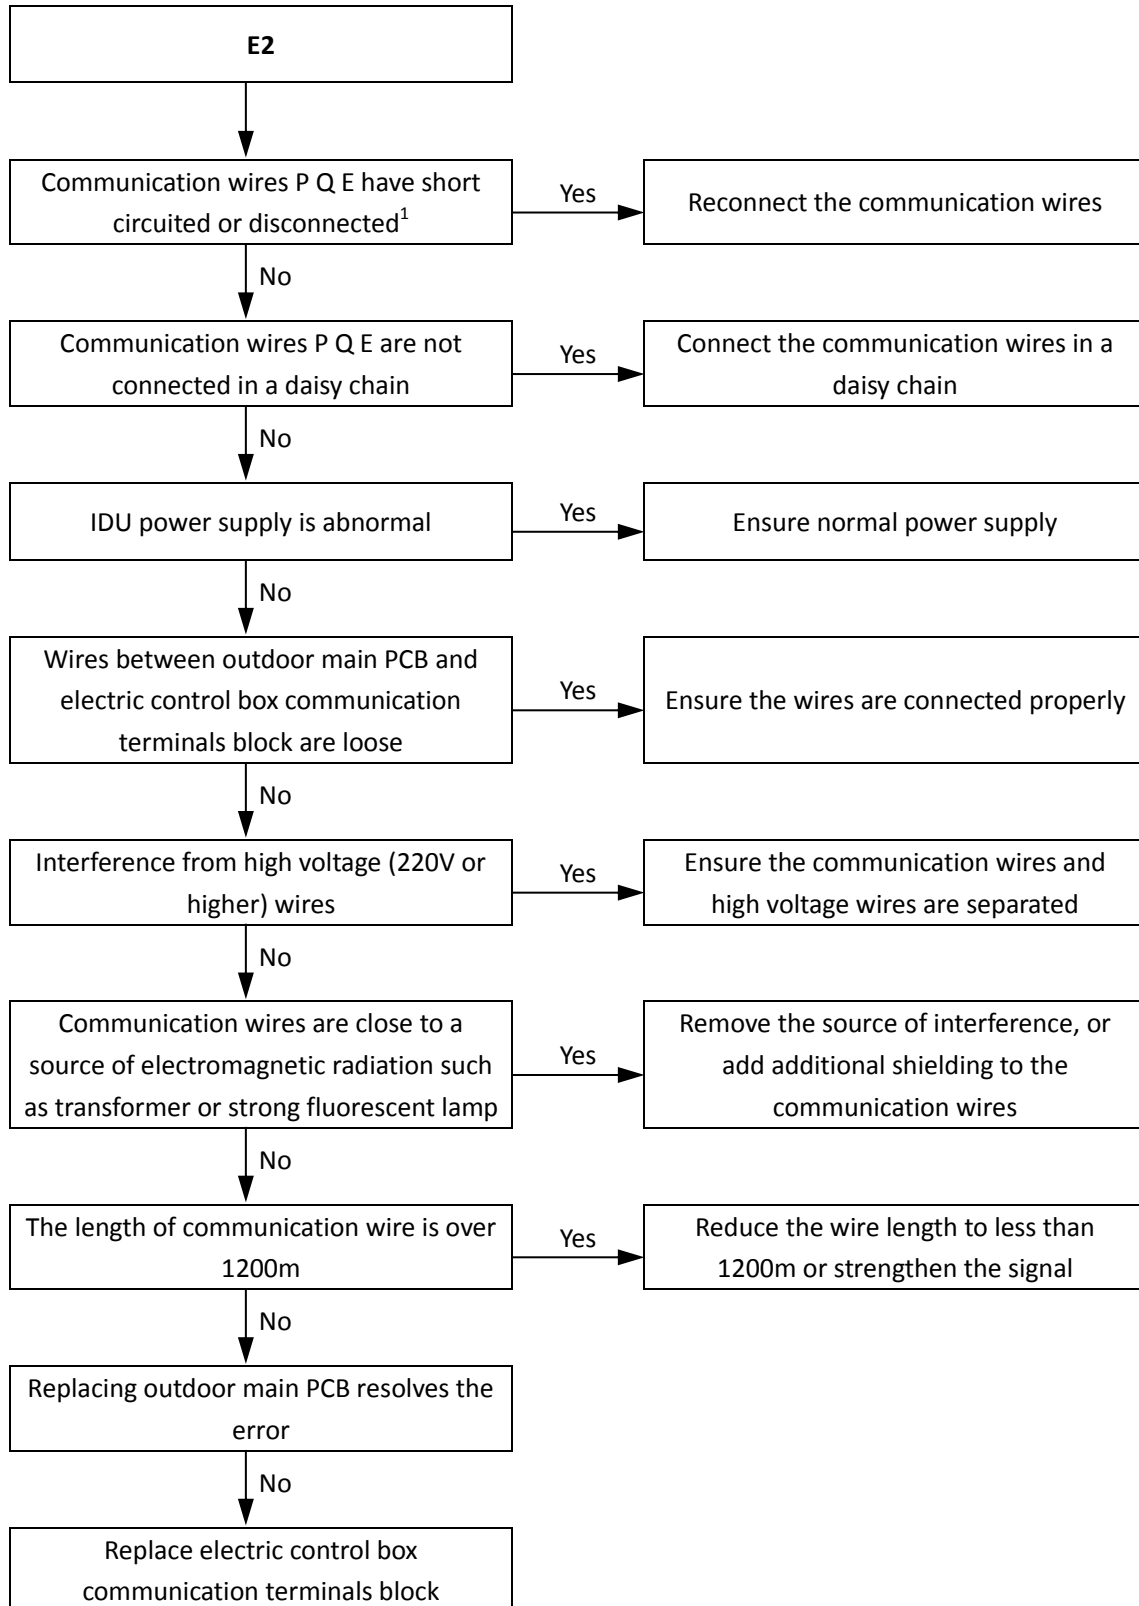 E2
Communication wires P Q E have short
circuited or disconnected¹
Yes
Reconnect the communication wires
No
Communication wires P Q E are not
connected in a daisy chain
Yes
Connect the communication wires in a
daisy chain
No
IDU power supply is abnormal
Yes
Ensure normal power supply
No
Wires between outdoor main PCB and
electric control box communication
terminals block are loose
Yes
Ensure the wires are connected properly
No
Interference from high voltage (220V or
higher) wires
Yes
Ensure the communication wires and
high voltage wires are separated
No
Communication wires are close to a
source of electromagnetic radiation such
as transformer or strong fluorescent lamp
Yes
Remove the source of interference, or
add additional shielding to the
communication wires
No
The length of communication wire is over
1200m
Yes
Reduce the wire length to less than
1200m or strengthen the signal
No
Replacing outdoor main PCB resolves the
error
No
Replace electric control box
communication terminals block